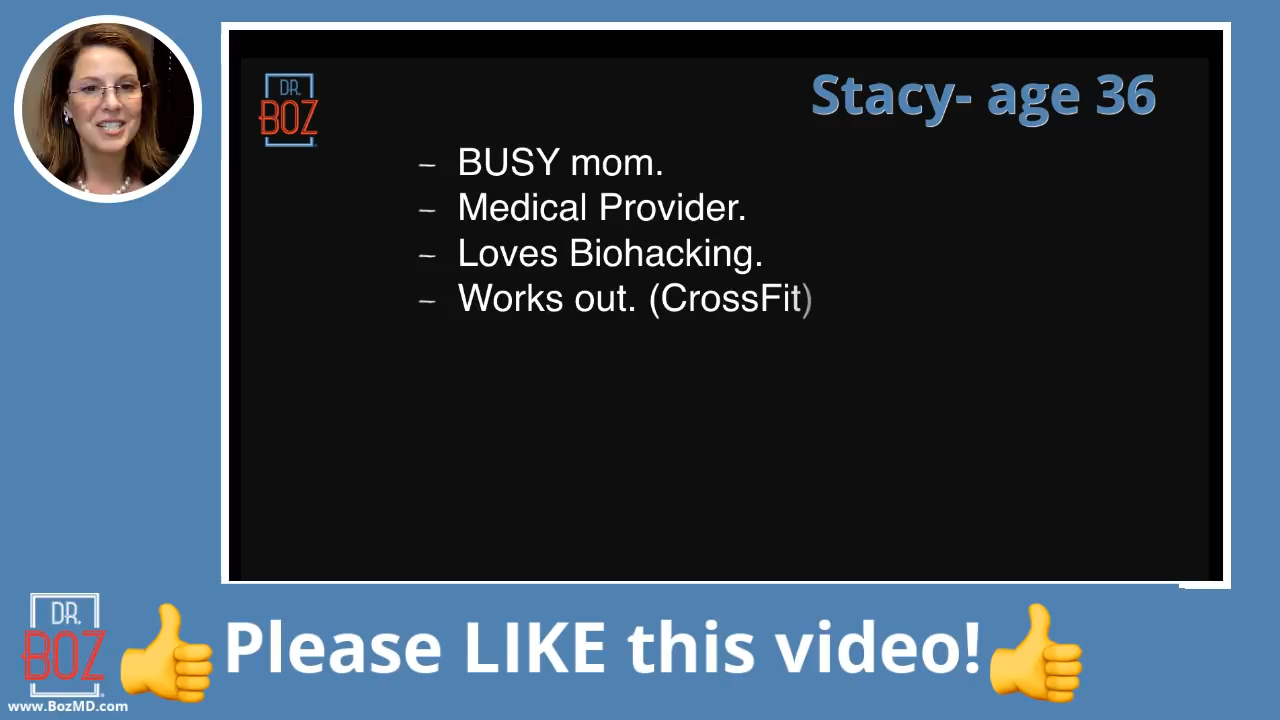 DR.
BOZ
Stacy- age 36
– BUSY mom.
– Medical Provider.
– Loves Biohacking.
– Works out. (CrossFit)
DR.
BOZ
Please LIKE this video!
www.BozMD.com